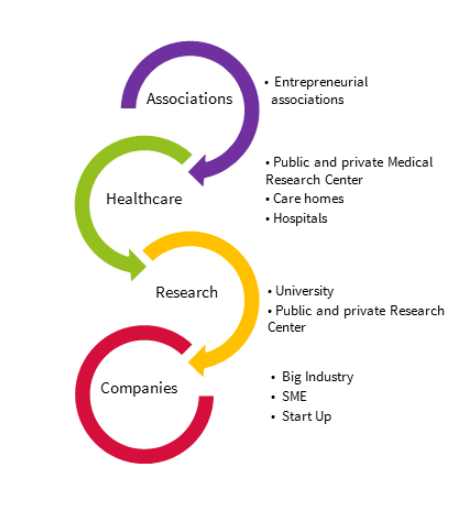 Associations
• Entrepreneurial
associations
Healthcare
• Public and private Medical
Research Center
• Care homes
• Hospitals
Research
• University
• Public and private Research
Center
Companies
• Big Industry
• SME
• Start Up